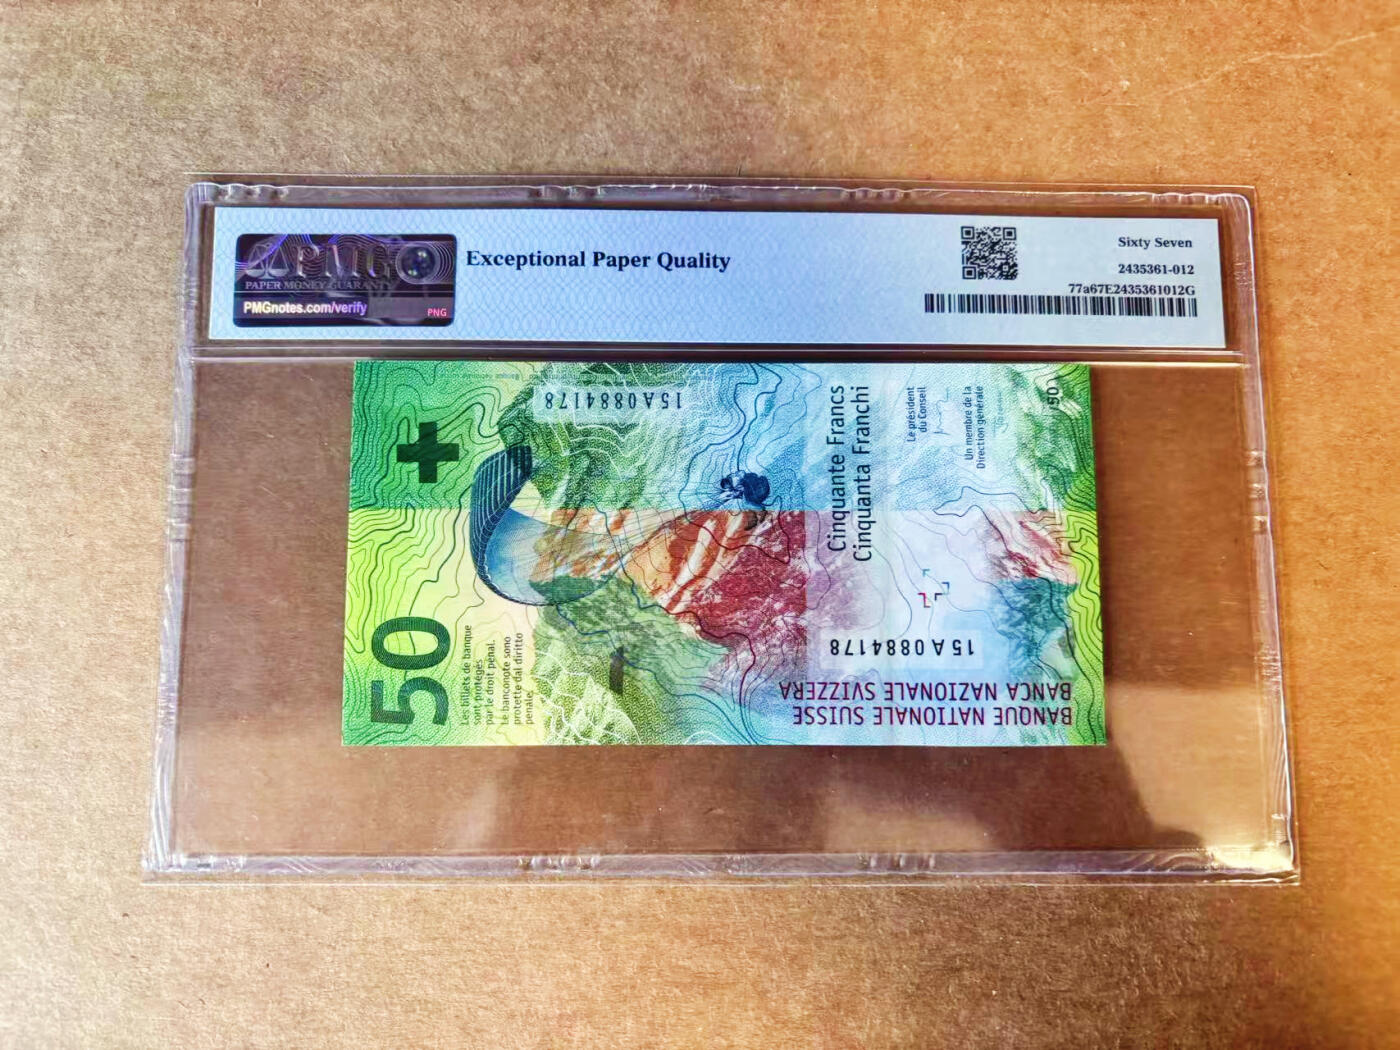 PMG
PAPER MONEY GUARANTY
PMGnotes.com/verify
PNG
Exceptional Paper Quality
Sixty Seven
2435361-012
77a67E2435361012G
15A0884178
Cinquante Francs
Cinquanta Franchi
Le président
du Conseil
Un membre de la
Direction générale
50
50
Les billets de banque
sont protégés
par le droit pénal.
Le banconote sono
protette dal diritto
penale.
15A0884178
BANQUE NATIONALE SUISSE
BANCA NAZIONALE SVIZZERA